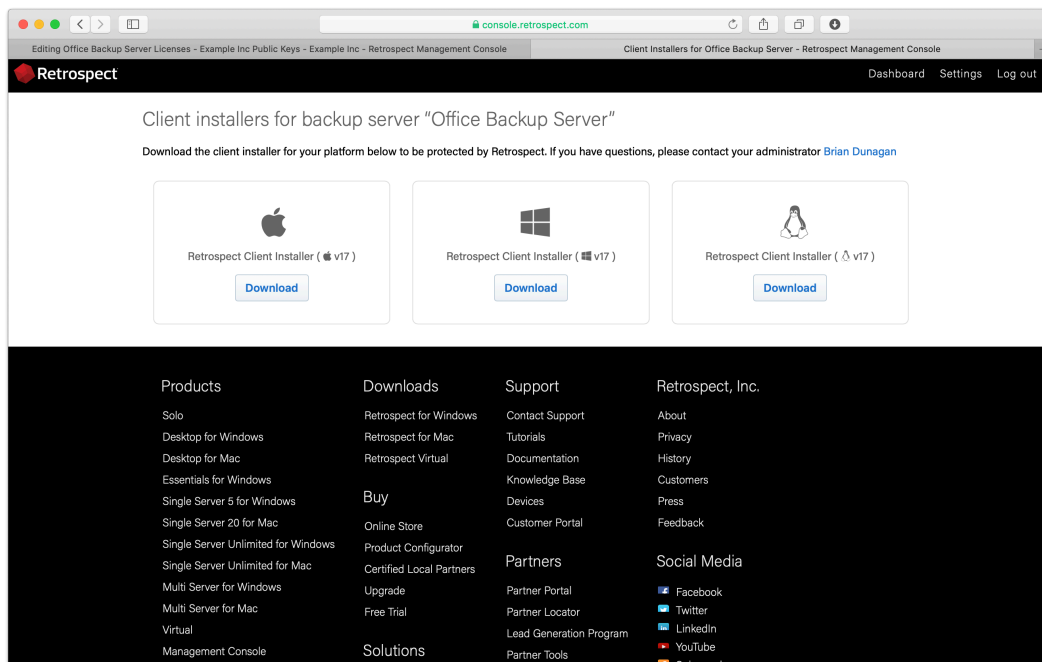 console.retrospect.com
Editing Office Backup Server Licenses - Example Inc Public Keys - Example Inc - Retrospect Management Console
Client Installers for Office Backup Server - Retrospect Management Console
Retrospect
Dashboard Settings Log out
Client installers for backup server "Office Backup Server"
Download the client installer for your platform below to be protected by Retrospect. If you have questions, please contact your administrator Brian Dunagan
Retrospect Client Installer ( v17 )
Download
Retrospect Client Installer ( v17 )
Download
Retrospect Client Installer ( v17 )
Download
Products
Solo
Desktop for Windows
Desktop for Mac
Essentials for Windows
Single Server 5 for Windows
Single Server 20 for Mac
Single Server Unlimited for Windows
Single Server Unlimited for Mac
Multi Server for Windows
Multi Server for Mac
Virtual
Management Console
Downloads
Retrospect for Windows
Retrospect for Mac
Retrospect Virtual
Buy
Online Store
Product Configurator
Certified Local Partners
Upgrade
Free Trial
Solutions
Support
Contact Support
Tutorials
Documentation
Knowledge Base
Devices
Customer Portal
Partners
Partner Portal
Partner Locator
Lead Generation Program
Partner Tools
Retrospect, Inc.
About
Privacy
History
Customers
Press
Feedback
Social Media
Facebook
Twitter
LinkedIn
YouTube